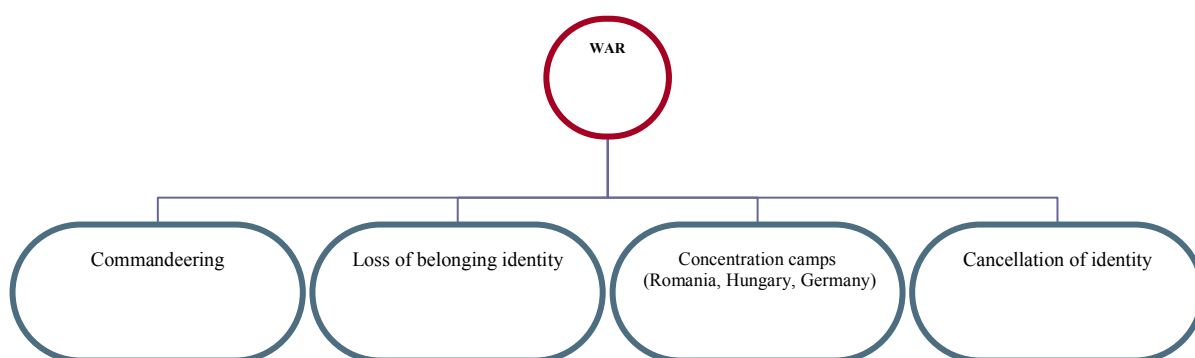 WAR
Commandeering
Loss of belonging identity
Concentration camps
(Romania, Hungary, Germany)
Cancellation of identity